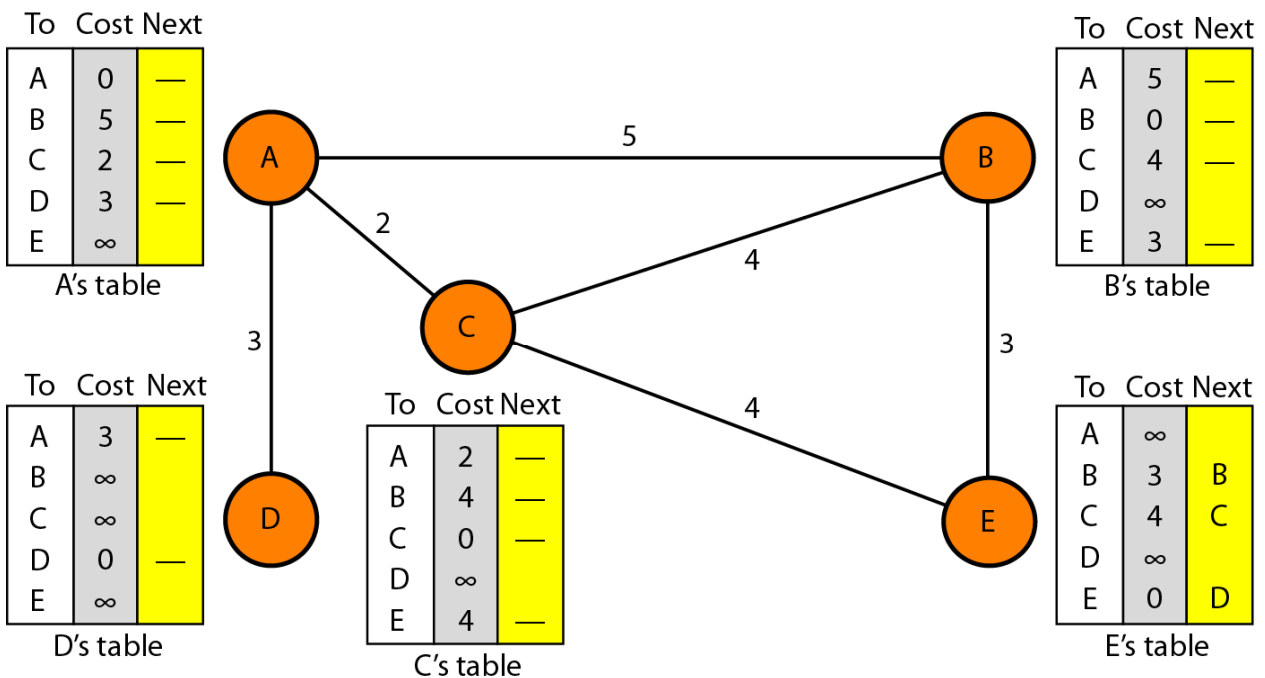 To Cost Next
A 0 —
B 5 —
C 2 —
D 3 —
E ∞
A's table
To Cost Next
A 5 —
B 0 —
C 4 —
D ∞
E 3 —
B's table
A
5
B
2
4
C
3
3
4
D
E
To Cost Next
A 3 —
B ∞
C ∞
D 0 —
E ∞
D's table
To Cost Next
A 2 —
B 4 —
C 0 —
D ∞
E 4 —
C's table
To Cost Next
A ∞
B 3 B
C 4 C
D ∞
E 0 D
E's table